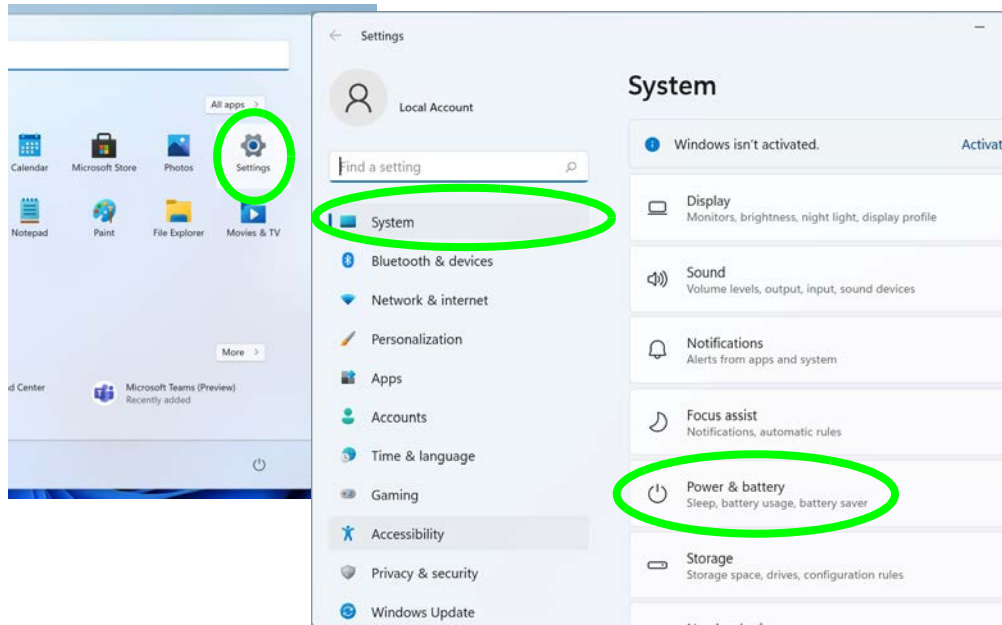 All apps >
Calendar
Microsoft Store
Photos
Settings
Notepad
Paint
File Explorer
Movies & TV
More >
d Center
Microsoft Teams (Preview)
Recently added
Settings
Local Account
Find a setting
System
Bluetooth & devices
Network & internet
Personalization
Apps
Accounts
Time & language
Gaming
Accessibility
Privacy & security
Windows Update
System
Windows isn't activated.
Activat
Display
Monitors, brightness, night light, display profile
Sound
Volume levels, output, input, sound devices
Notifications
Alerts from apps and system
Focus assist
Notifications, automatic rules
Power & battery
Sleep, battery usage, battery saver
Storage
Storage space, drives, configuration rules